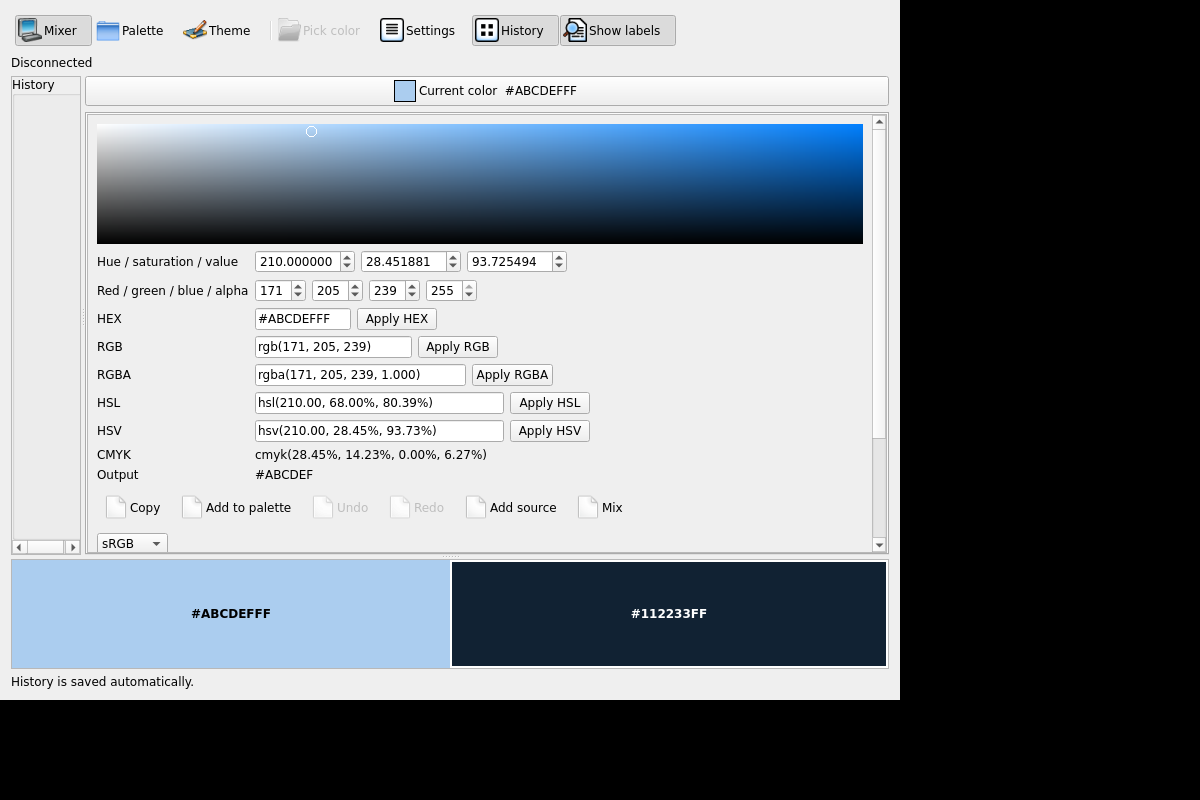 Mixer Palette Theme Pick color Settings History Show labels
Disconnected
History
Current color #ABCDEFFF
Hue / saturation / value 210.000000 28.451881 93.725494
Red / green / blue / alpha 171 205 239 255
HEX #ABCDEFFF Apply HEX
RGB rgb(171, 205, 239) Apply RGB
RGBA rgba(171, 205, 239, 1.000) Apply RGBA
HSL hsl(210.00, 68.00%, 80.39%) Apply HSL
HSV hsv(210.00, 28.45%, 93.73%) Apply HSV
CMYK cmyk(28.45%, 14.23%, 0.00%, 6.27%)
Output #ABCDEF
Copy Add to palette Undo Redo Add source Mix
sRGB
#ABCDEFFF #112233FF
History is saved automatically.